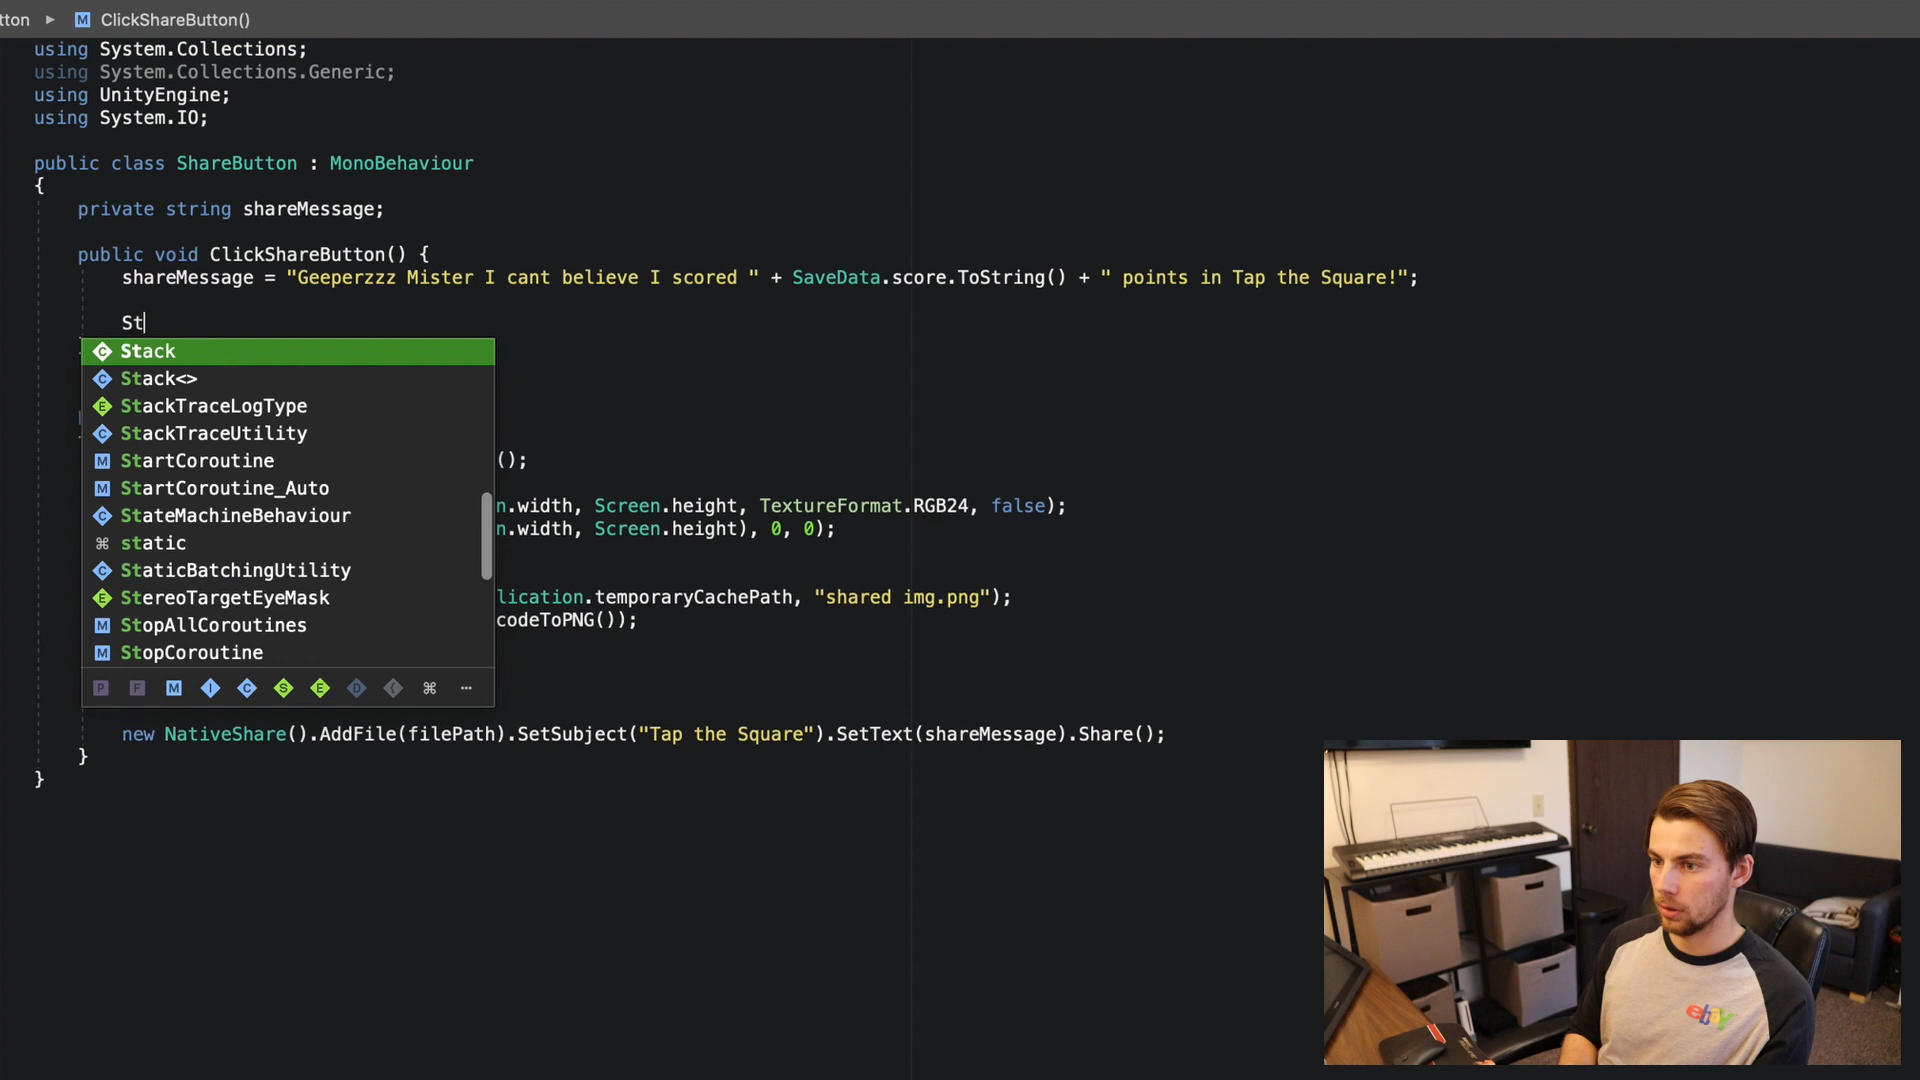 tton ▸ M ClickShareButton()
using System.Collections;
using System.Collections.Generic;
using UnityEngine;
using System.IO;
public class ShareButton : MonoBehaviour
{
private string shareMessage;
public void ClickShareButton() {
shareMessage = "Geeperzzz Mister I cant believe I scored " + SaveData.score.ToString() + " points in Tap the Square!";
St
C Stack
C Stack<>
E StackTraceLogType
C StackTraceUtility
M StartCoroutine
();
M StartCoroutine_Auto
n.width, Screen.height, TextureFormat.RGB24, false);
C StateMachineBehaviour
n.width, Screen.height), 0, 0);
⌘ static
C StaticBatchingUtility
E StereoTargetEyeMask
lication.temporaryCachePath, "shared img.png");
M StopAllCoroutines
codeToPNG());
M StopCoroutine
P F M I C S E D { ⌘ ...
new NativeShare().AddFile(filePath).SetSubject("Tap the Square").SetText(shareMessage).Share();
}
}
ebay